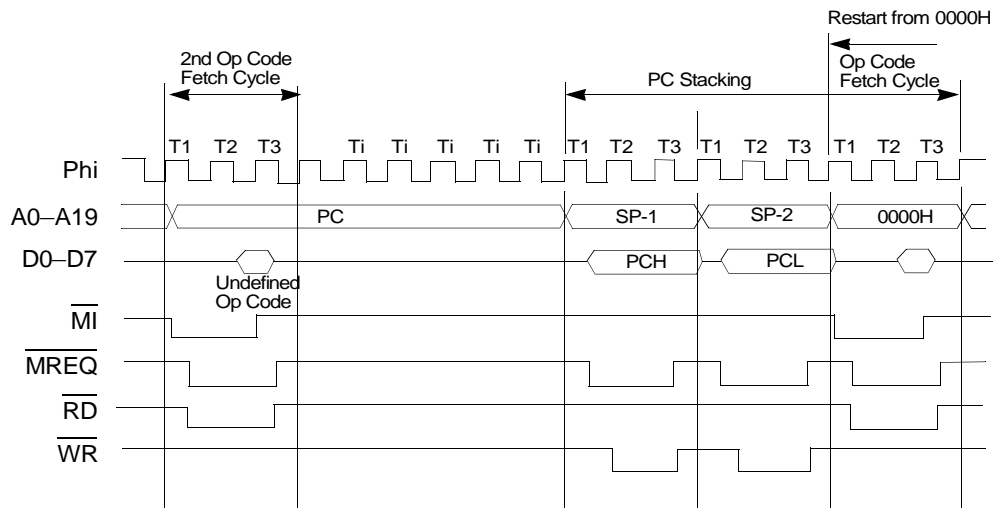 Restart from 0000H
2nd Op Code
Fetch Cycle
PC Stacking
Op Code
Fetch Cycle
T1 T2 T3 Ti Ti Ti Ti Ti T1 T2 T3 T1 T2 T3 T1 T2 T3
Phi
A0–A19 PC SP-1 SP-2 0000H
D0–D7 PCH PCL
Undefined
Op Code
MI
MREQ
RD
WR